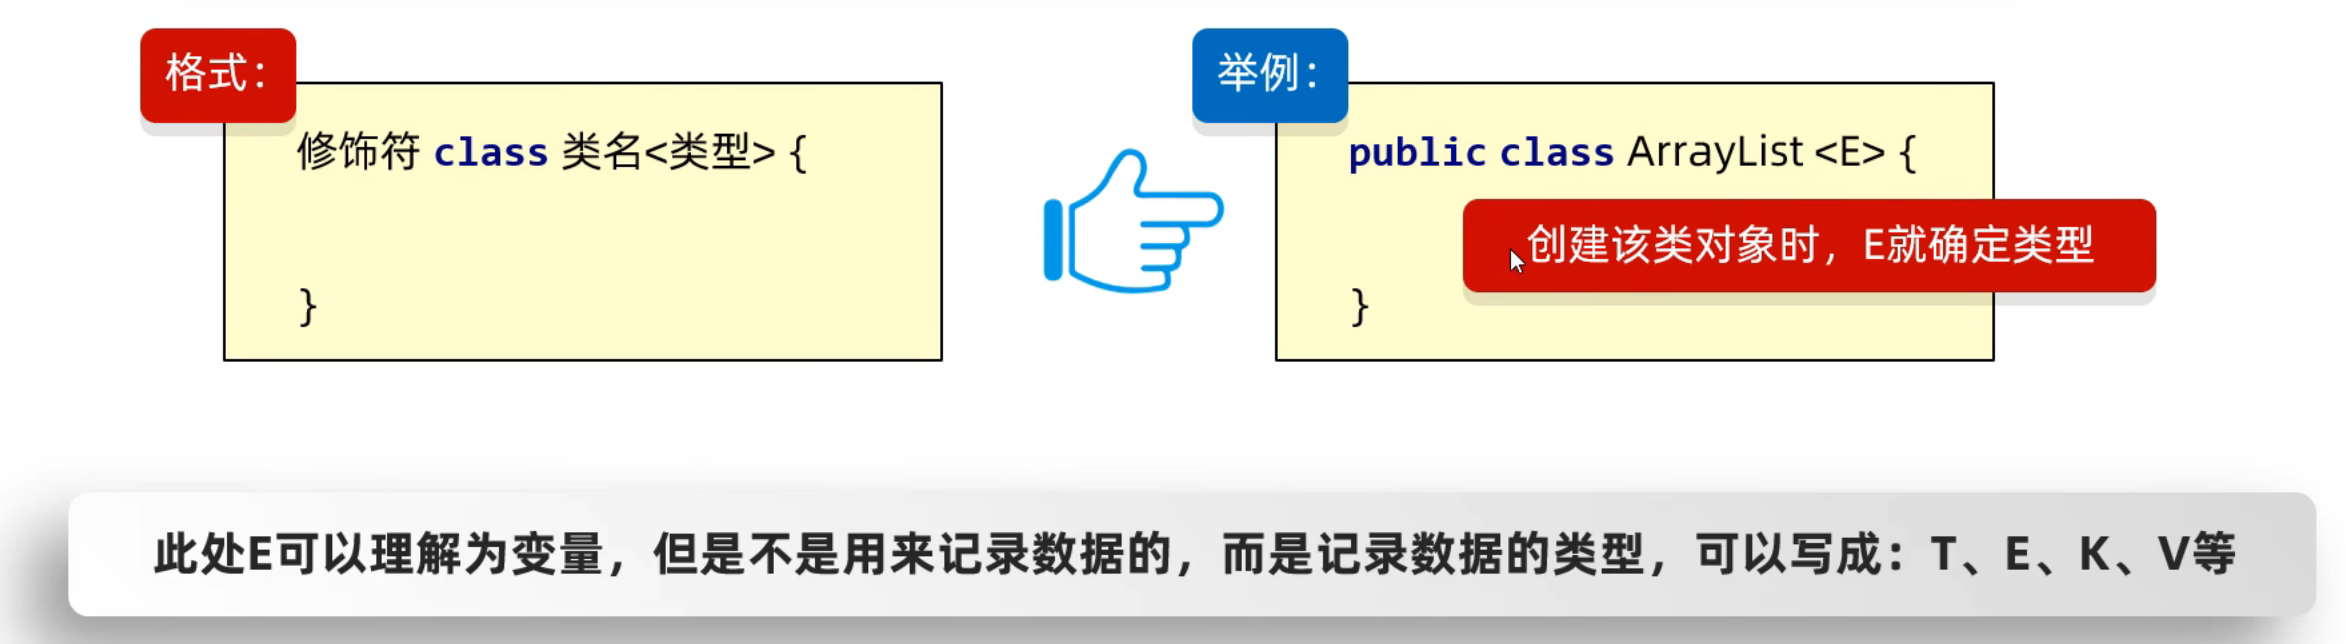 格式：
修饰符 class 类名<类型> {
}
举例：
public class ArrayList <E> {
创建该类对象时，E就确定类型
}
此处E可以理解为变量，但是不是用来记录数据的，而是记录数据的类型，可以写成：T、E、K、V等